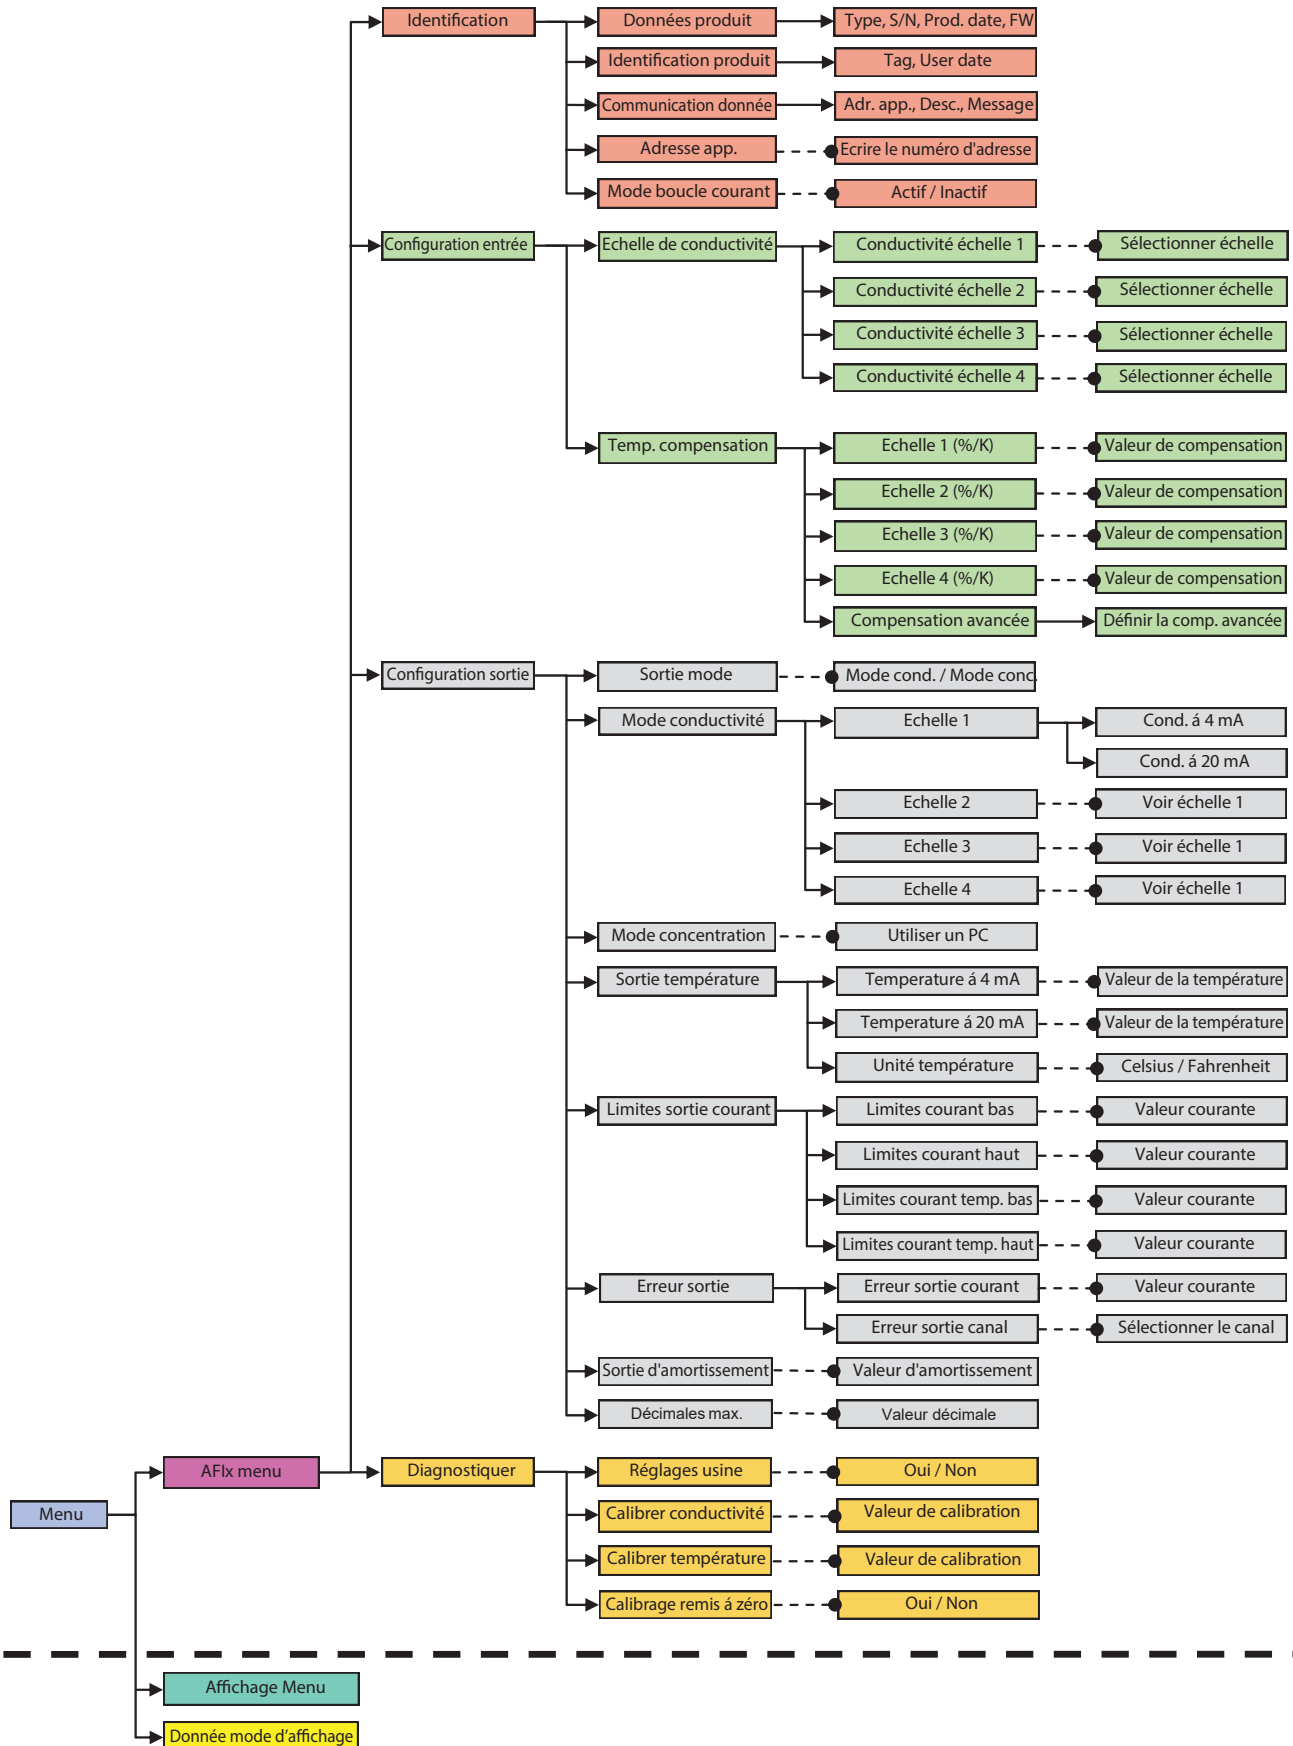 Identification
Données produit
Type, S/N, Prod. date, FW
Identification produit
Tag, User date
Communication donnée
Adr. app., Desc., Message
Adresse app.
Ecrire le numéro d'adresse
Mode boucle courant
Actif / Inactif
Configuration entrée
Echelle de conductivité
Conductivité échelle 1
Sélectionner échelle
Conductivité échelle 2
Sélectionner échelle
Conductivité échelle 3
Sélectionner échelle
Conductivité échelle 4
Sélectionner échelle
Temp. compensation
Echelle 1 (%/K)
Valeur de compensation
Echelle 2 (%/K)
Valeur de compensation
Echelle 3 (%/K)
Valeur de compensation
Echelle 4 (%/K)
Valeur de compensation
Compensation avancée
Définir la comp. avancée
Configuration sortie
Sortie mode
Mode cond. / Mode conc.
Mode conductivité
Echelle 1
Cond. á 4 mA
Cond. á 20 mA
Echelle 2
Voir échelle 1
Echelle 3
Voir échelle 1
Echelle 4
Voir échelle 1
Mode concentration
Utiliser un PC
Sortie température
Temperature á 4 mA
Valeur de la température
Temperature á 20 mA
Valeur de la température
Unité température
Celsius / Fahrenheit
Limites sortie courant
Limites courant bas
Valeur courante
Limites courant haut
Valeur courante
Limites courant temp. bas
Valeur courante
Limites courant temp. haut
Valeur courante
Erreur sortie
Erreur sortie courant
Valeur courante
Erreur sortie canal
Sélectionner le canal
Sortie d'amortissement
Valeur d'amortissement
Décimales max.
Valeur décimale
AFIx menu
Diagnostiquer
Réglages usine
Oui / Non
Menu
Calibrer conductivité
Valeur de calibration
Calibrer température
Valeur de calibration
Calibrage remis á zéro
Oui / Non
Affichage Menu
Donnée mode d’affichage